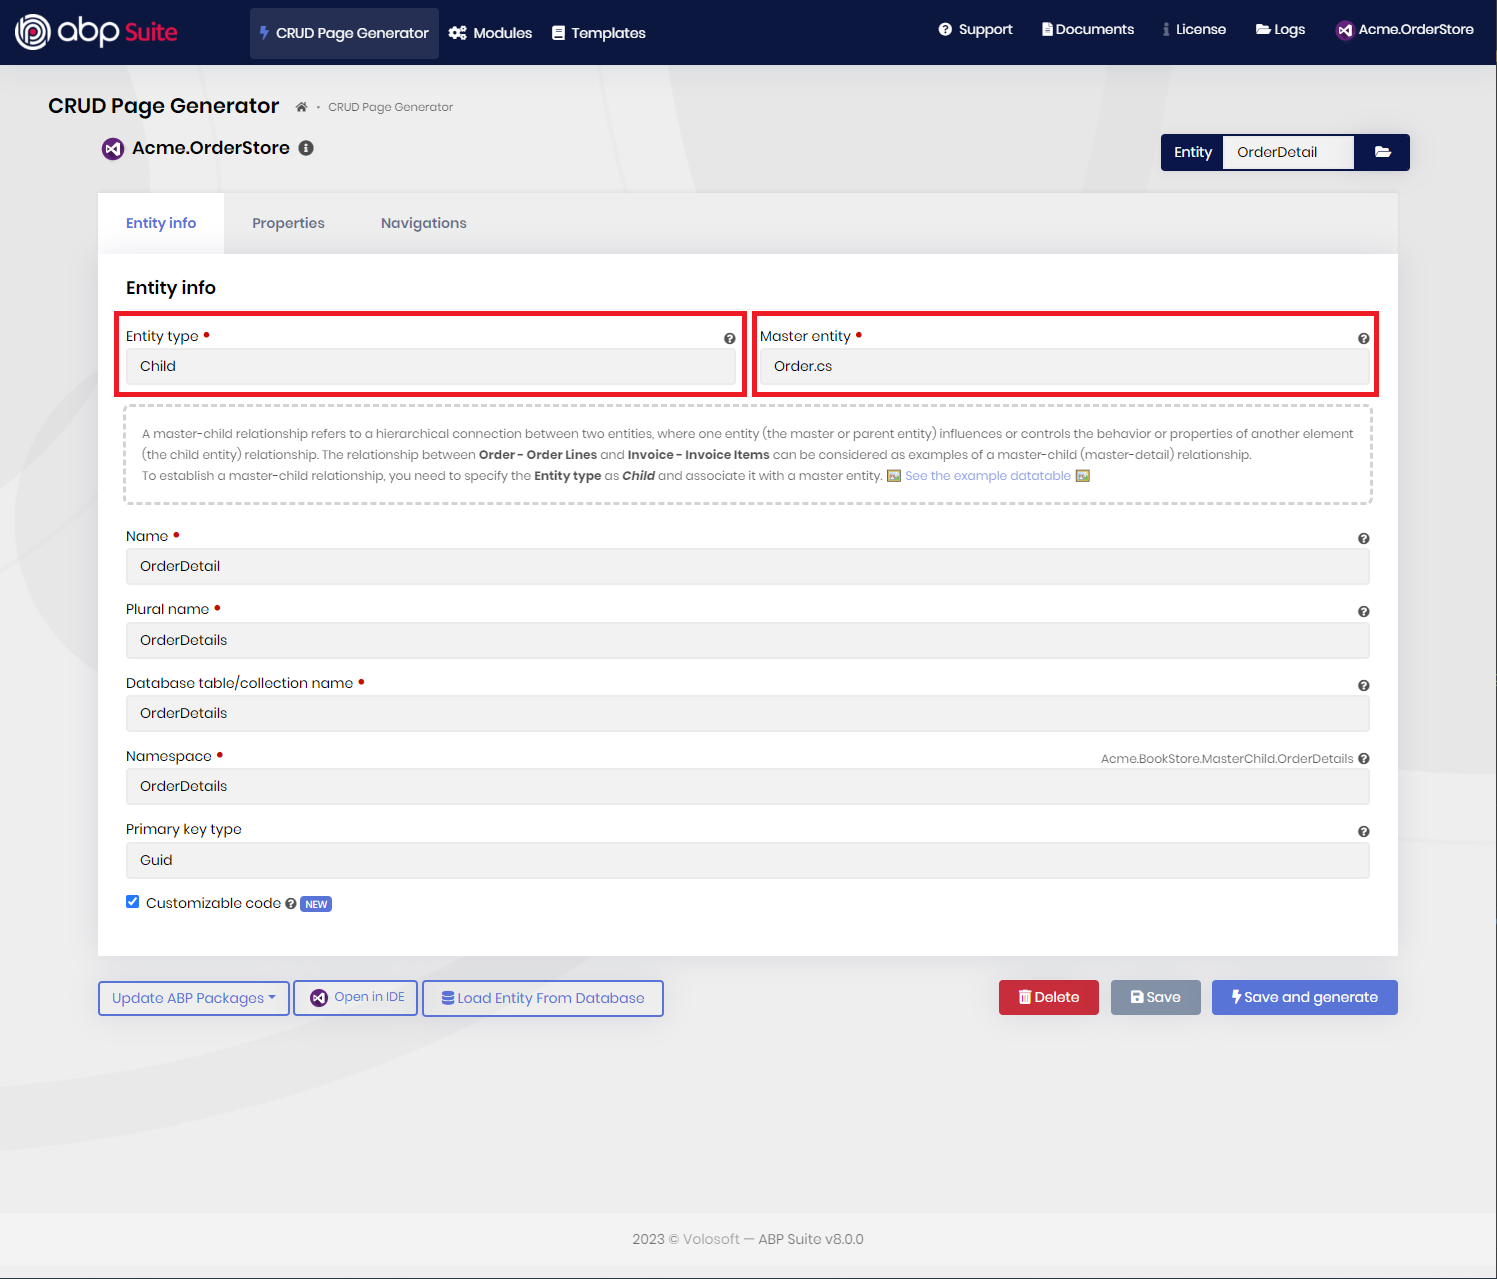 abp Suite
CRUD Page Generator
Modules
Templates
Support
Documents
License
Logs
Acme.OrderStore
CRUD Page Generator
CRUD Page Generator
Acme.OrderStore
Entity
OrderDetail
Entity info
Properties
Navigations
Entity info
Entity type
Child
Master entity
Order.cs
A master-child relationship refers to a hierarchical connection between two entities, where one entity (the master or parent entity) influences or controls the behavior or properties of another element
(the child entity) relationship. The relationship between Order - Order Lines and Invoice - Invoice Items can be considered as examples of a master-child (master-detail) relationship.
To establish a master-child relationship, you need to specify the Entity type as Child and associate it with a master entity. See the example datatable
Name
OrderDetail
Plural name
OrderDetails
Database table/collection name
OrderDetails
Namespace
Acme.BookStore.MasterChild.OrderDetails
OrderDetails
Primary key type
Guid
Customizable code
NEW
Update ABP Packages
Open in IDE
Load Entity From Database
Delete
Save
Save and generate
2023 © Volosoft — ABP Suite v8.0.0